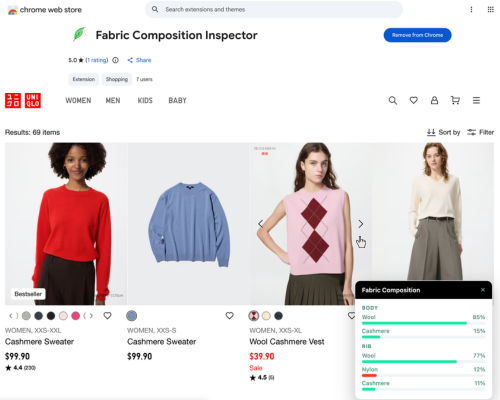 chrome web store
Search extensions and themes
Fabric Composition Inspector
Remove from Chrome
5.0 ★ (1 rating)
Share
Extension
Shopping
7 users
ユニ
クロ
UNI
QLO
WOMEN
MEN
KIDS
BABY
Results: 69 items
Sort by
Filter
Bestseller
WOMEN, XXS-XXL
Cashmere Sweater
$99.90
★ 4.4 (230)
WOMEN, XXS-S
Cashmere Sweater
$99.90
WOMEN, XXS-XL
Wool Cashmere Vest
$39.90
Sale
★ 4.5 (5)
Fabric Composition
×
BODY
Wool 85%
Cashmere 15%
RIB
Wool 77%
Nylon 12%
Cashmere 11%